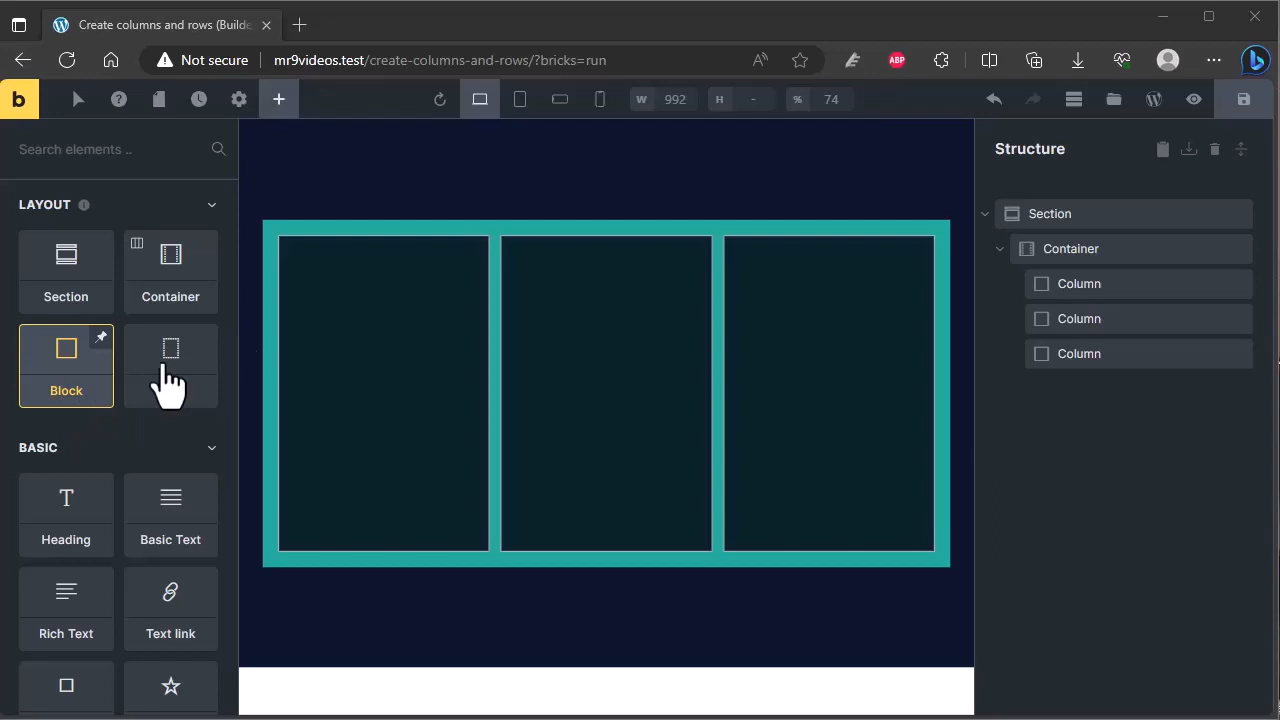 Create columns and rows (Builde
Not secure
mr9videos.test/create-columns-and-rows/?bricks=run
ABP
b
W 992
H -
% 74
Search elements ..
LAYOUT
Section
Container
Block
BASIC
Heading
Basic Text
Rich Text
Text link
Structure
Section
Container
Column
Column
Column